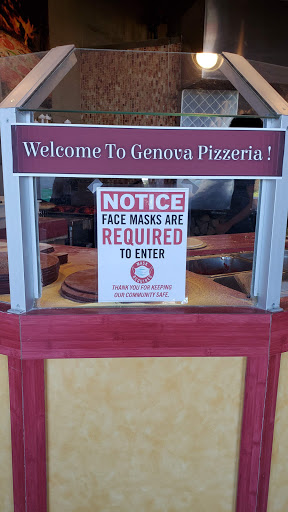 Welcome To Genova Pizzeria !
NOTICE
FACE MASKS ARE
REQUIRED
TO ENTER
THANK YOU FOR KEEPING
OUR COMMUNITY SAFE.